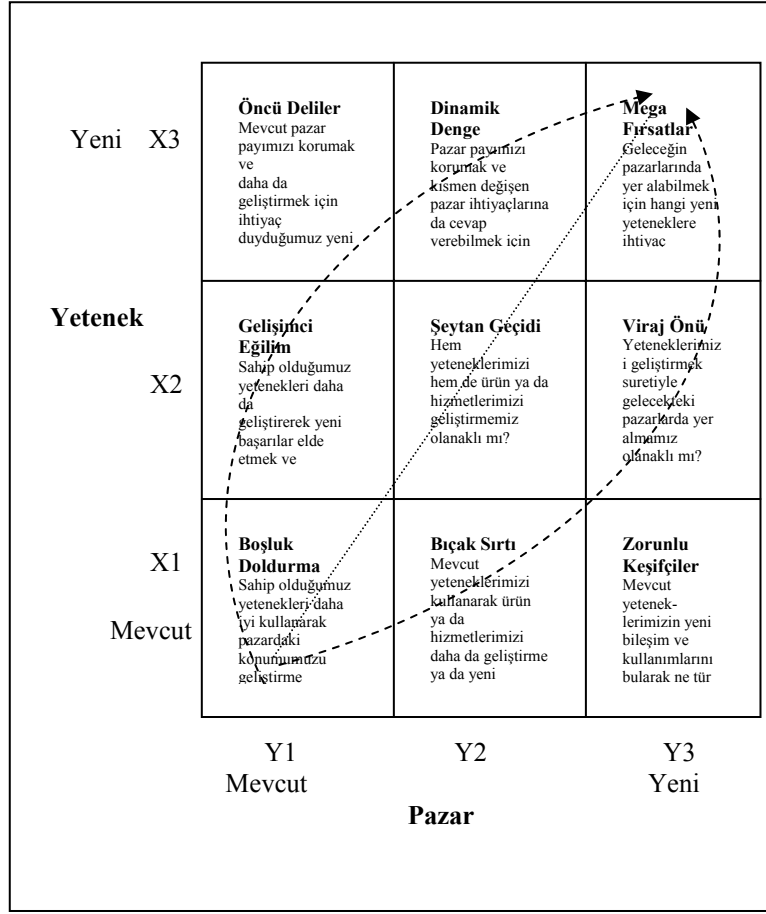 Yeni X3
Öncü Deliler
Mevcut pazar
payımızı korumak
ve
daha da
geliştirmek için
ihtiyaç
duyduğumuz yeni
Dinamik
Denge
Pazar payımızı
korumak ve
kısmen değişen
pazar ihtiyaçlarına
da cevap
verebilmek için
Mega
Fırsatlar
Geleceğin
pazarlarında
yer alabilmek
için hangi yeni
yeteneklere
ihtiyaç
Yetenek
X2
Gelişimci
Eğilim
Sahip olduğumuz
yetenekleri daha
da
geliştirerek yeni
başarılar elde
etmek ve
Şeytan Geçidi
Hem
yeteneklerimizi
hem de ürün ya da
hizmetlerimizi
geliştirmemiz
olanaklı mı?
Viraj Önü
Yeteneklerimiz
i geliştirmek
suretiyle
gelecekteki
pazarlarda yer
almamız
olanaklı mı?
X1
Mevcut
Boşluk
Doldurma
Sahip olduğumuz
yetenekleri daha
iyi kullanarak
pazardaki
konumumuzu
geliştirme
Bıçak Sırtı
Mevcut
yeteneklerimizi
kullanarak ürün
ya da
hizmetlerimizi
daha da geliştirme
ya da yeni
Zorunlu
Keşifçiler
Mevcut
yetenek-
lerimizin yeni
bileşim ve
kullanımlarını
bularak ne tür
Y1
Mevcut
Y2
Y3
Yeni
Pazar